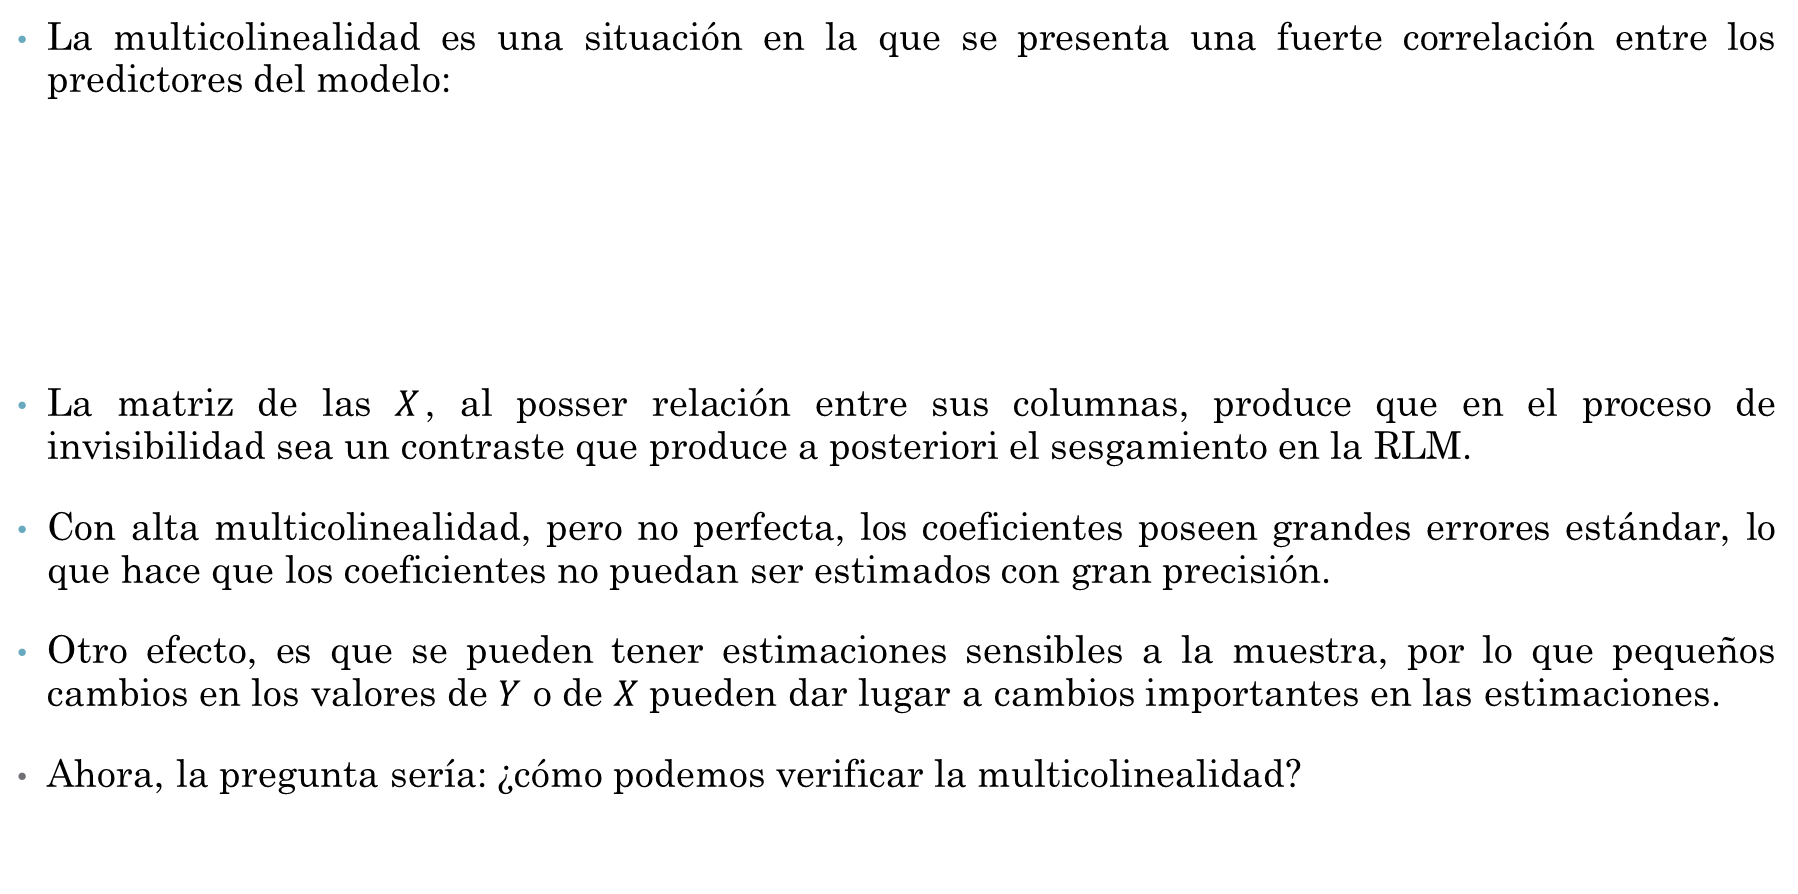 • La multicolinealidad es una situación en la que se presenta una fuerte correlación entre los
predictores del modelo:
• La matriz de las X, al posser relación entre sus columnas, produce que en el proceso de
invisibilidad sea un contraste que produce a posteriori el sesgamiento en la RLM.
• Con alta multicolinealidad, pero no perfecta, los coeficientes poseen grandes errores estándar, lo
que hace que los coeficientes no puedan ser estimados con gran precisión.
• Otro efecto, es que se pueden tener estimaciones sensibles a la muestra, por lo que pequeños
cambios en los valores de Y o de X pueden dar lugar a cambios importantes en las estimaciones.
• Ahora, la pregunta sería: ¿cómo podemos verificar la multicolinealidad?